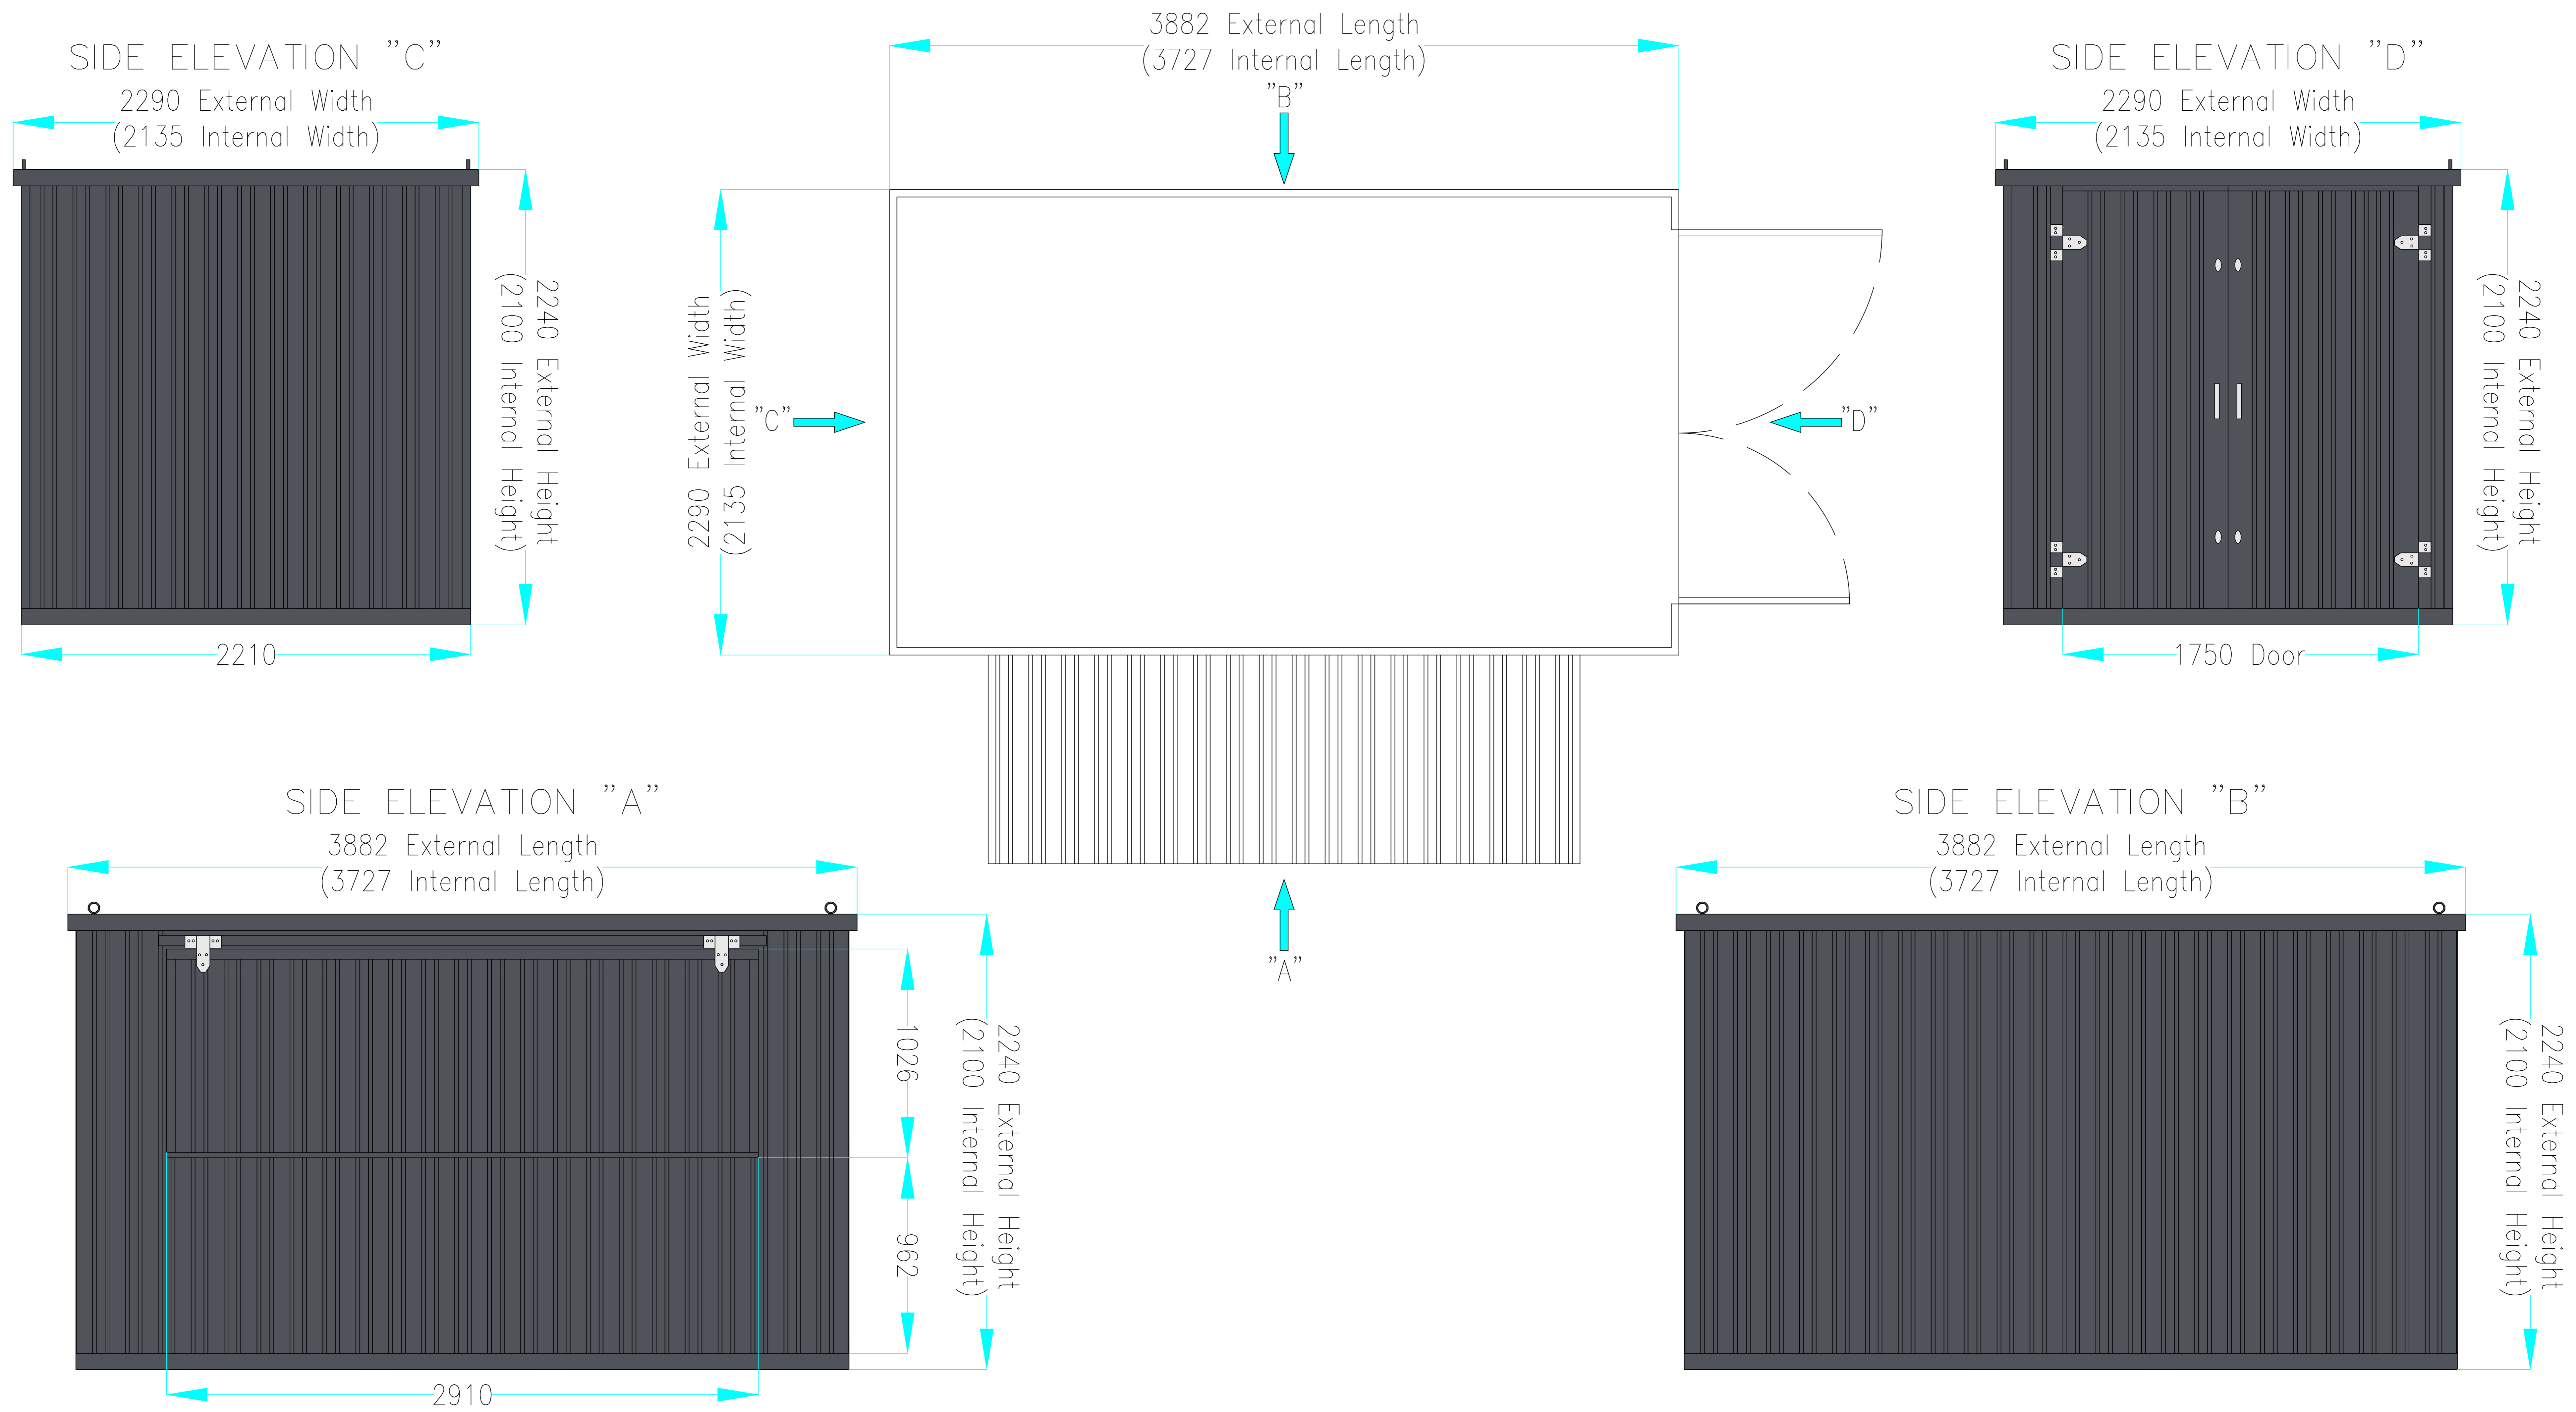 SIDE ELEVATION "C"
2290 External Width
(2135 Internal Width)
2240 External Height
(2100 Internal Height)
2210
3882 External Length
(3727 Internal Length)
"B"
2290 External Width
(2135 Internal Width)
"C"
"D"
"A"
SIDE ELEVATION "D"
2290 External Width
(2135 Internal Width)
2240 External Height
(2100 Internal Height)
1750 Door
SIDE ELEVATION "A"
3882 External Length
(3727 Internal Length)
1026
962
2240 External Height
(2100 Internal Height)
2910
SIDE ELEVATION "B"
3882 External Length
(3727 Internal Length)
2240 External Height
(2100 Internal Height)